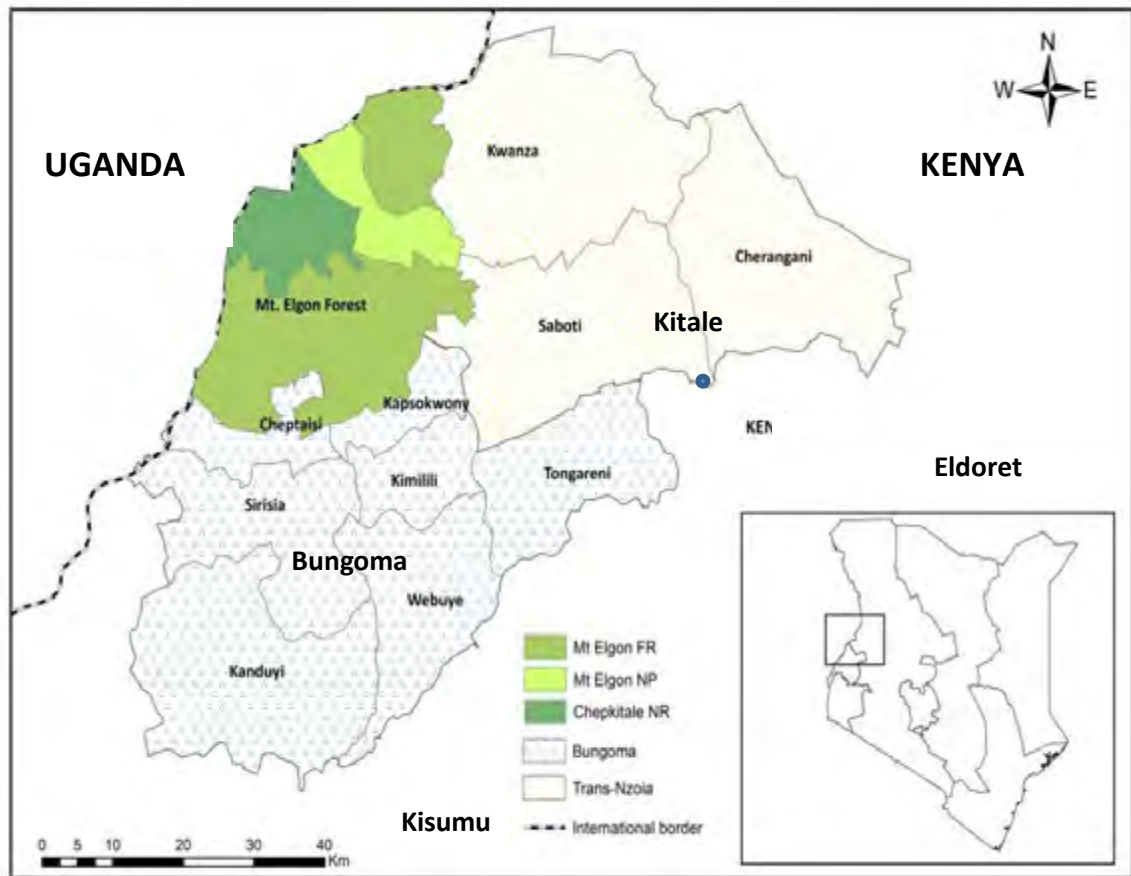 N
W E
S
UGANDA
KENYA
Kwanza
Cherangani
Mt. Elgon Forest
Saboti
Kitale
Kapsokwony
Cheptaisi
KEN
Eldoret
Kimilili
Tongareni
Sirisia
Bungoma
Webuye
Kanduyi
Mt Elgon FR
Mt Elgon NP
Chepkitale NR
Bungoma
Trans-Nzoia
International border
Kisumu
0 5 10 20 30 40
Km